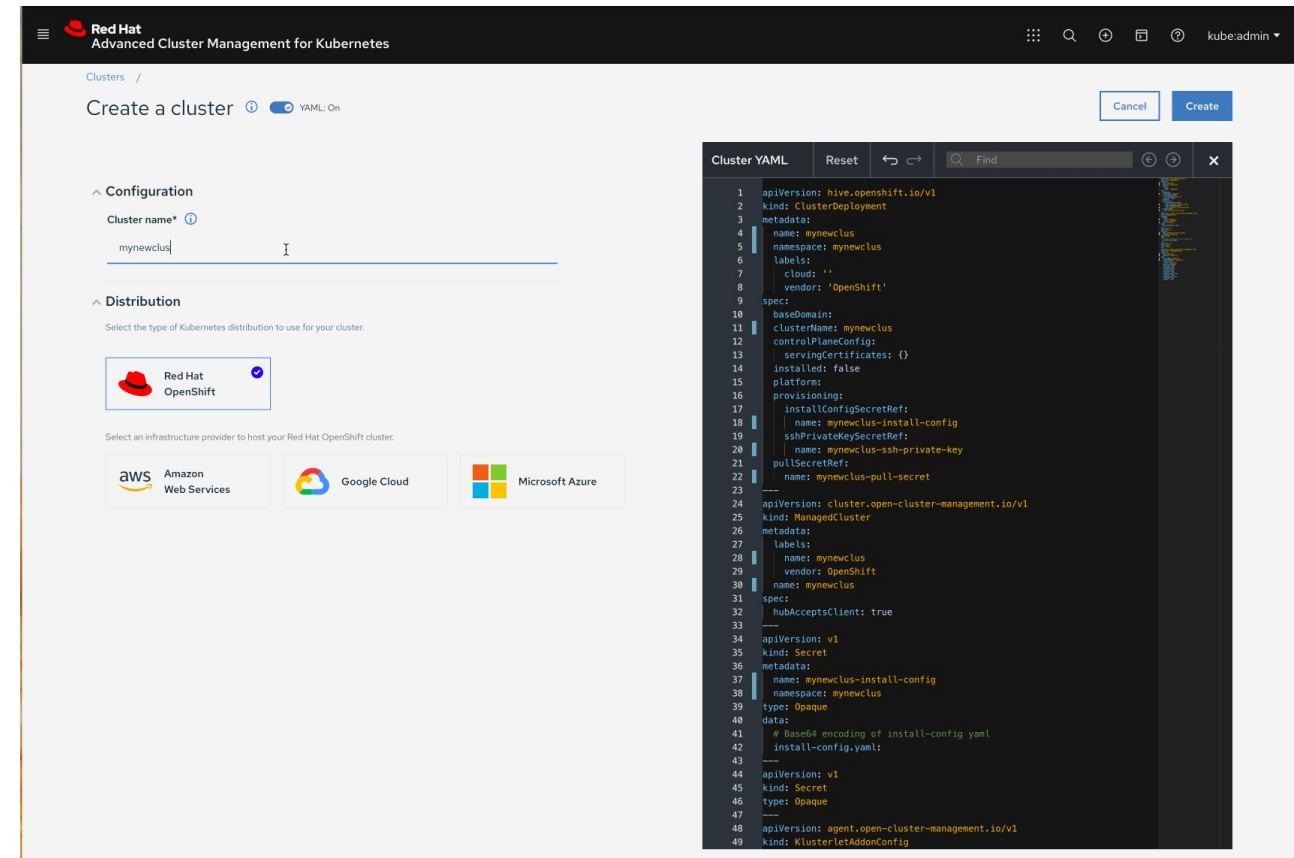 Red Hat
Advanced Cluster Management for Kubernetes
kube:admin
Clusters /
Create a cluster
YAML: On
Cancel
Create
Configuration
Cluster name*
mynewclus
Distribution
Select the type of Kubernetes distribution to use for your cluster.
Red Hat
OpenShift
Select an infrastructure provider to host your Red Hat OpenShift cluster.
aws
Amazon
Web Services
Google Cloud
Microsoft Azure
Cluster YAML
Reset
Find
1 apiVersion: hive.openshift.io/v1
2 kind: ClusterDeployment
3 metadata:
4 name: mynewclus
5 namespace: mynewclus
6 labels:
7 cloud: ''
8 vendor: 'OpenShift'
9 spec:
10 baseDomain:
11 clusterName: mynewclus
12 controlPlaneConfig:
13 servingCertificates: {}
14 installed: false
15 platform:
16 provisioning:
17 installConfigSecretRef:
18 name: mynewclus-install-config
19 sshPrivateKeySecretRef:
20 name: mynewclus-ssh-private-key
21 pullSecretRef:
22 name: mynewclus-pull-secret
23 ---
24 apiVersion: cluster.open-cluster-management.io/v1
25 kind: ManagedCluster
26 metadata:
27 labels:
28 name: mynewclus
29 vendor: OpenShift
30 name: mynewclus
31 spec:
32 hubAcceptsClient: true
33 ---
34 apiVersion: v1
35 kind: Secret
36 metadata:
37 name: mynewclus-install-config
38 namespace: mynewclus
39 type: Opaque
40 data:
41 # Base64 encoding of install-config yaml
42 install-config.yaml:
43 ---
44 apiVersion: v1
45 kind: Secret
46 type: Opaque
47 ---
48 apiVersion: agent.open-cluster-management.io/v1
49 kind: KlusterletAddonConfig